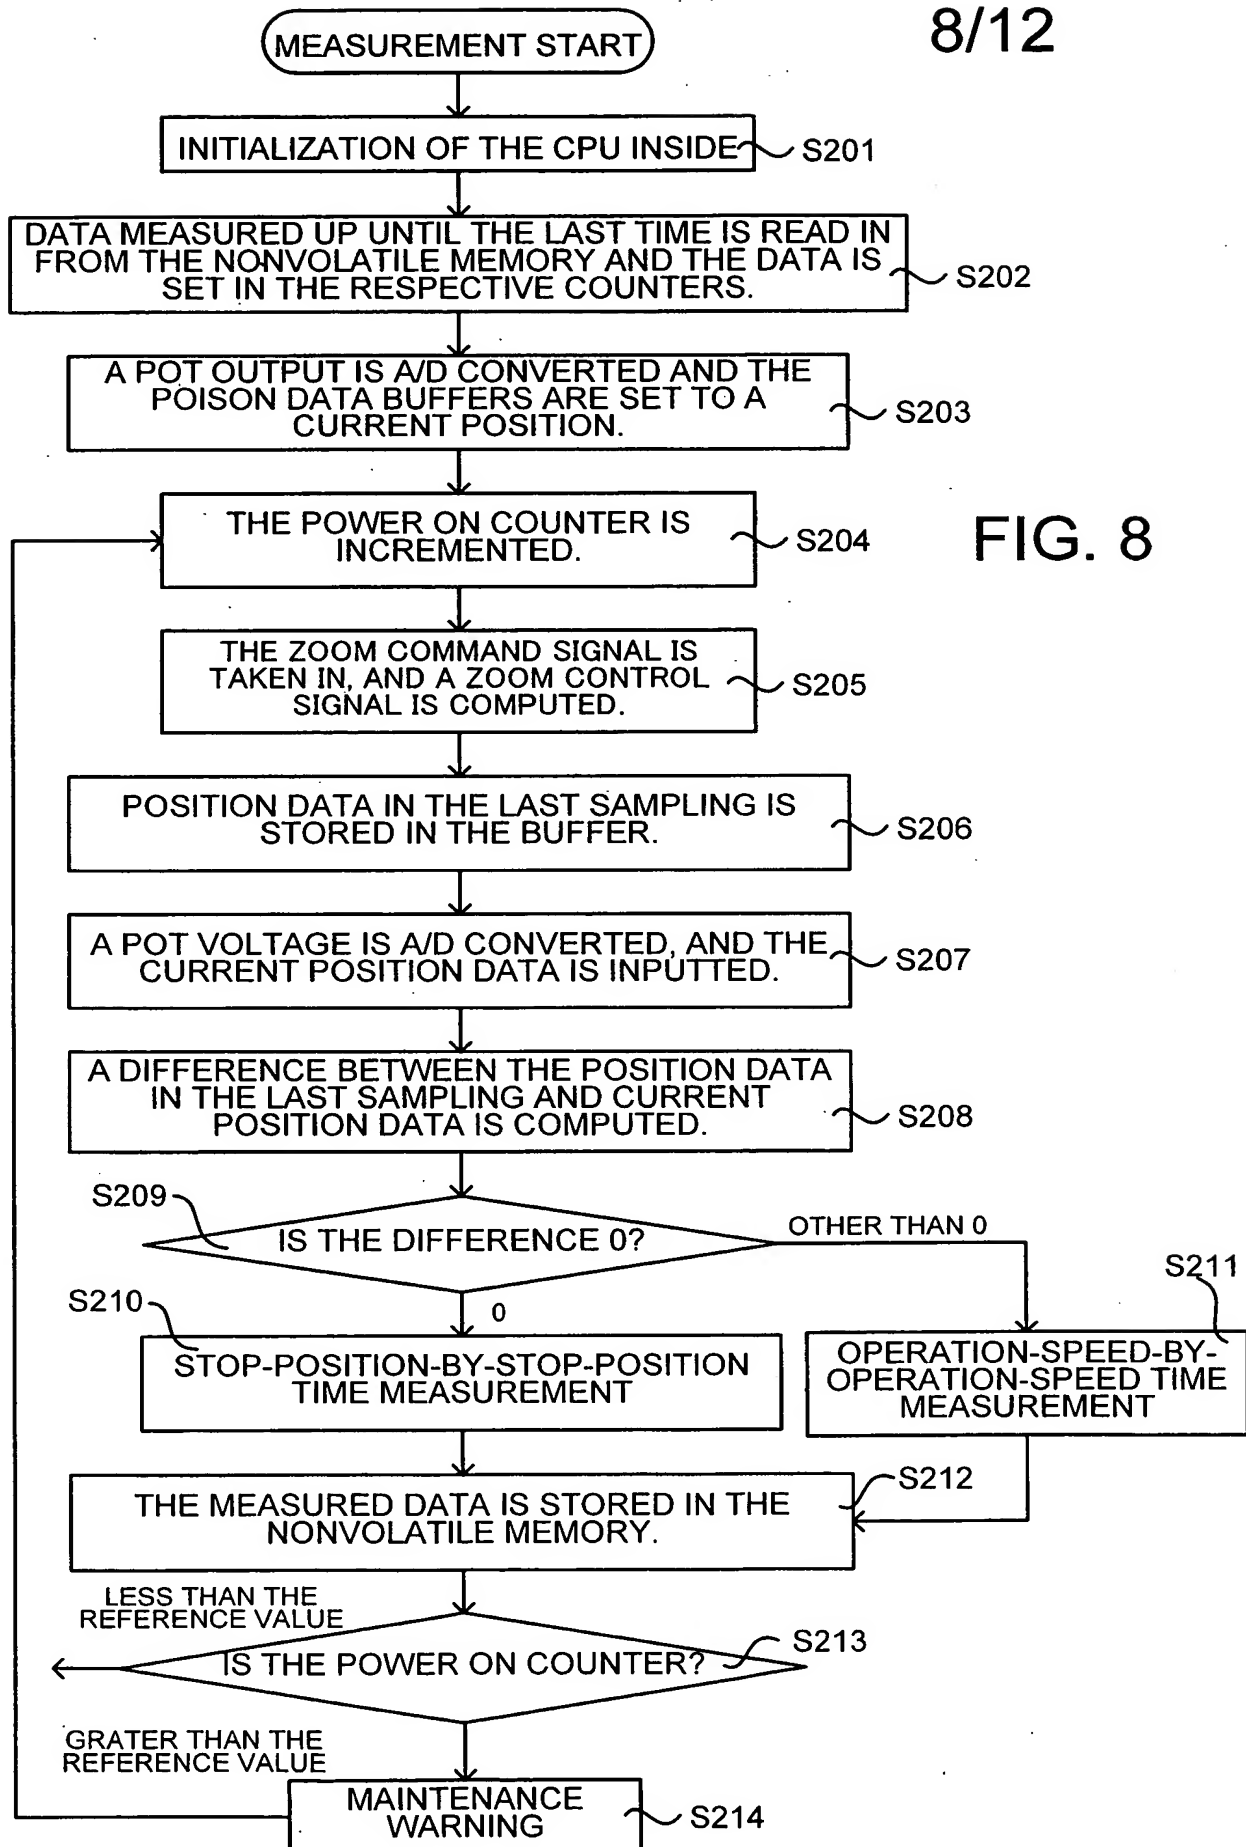 8/12
MEASUREMENT START
INITIALIZATION OF THE CPU INSIDE
S201
DATA MEASURED UP UNTIL THE LAST TIME IS READ IN
FROM THE NONVOLATILE MEMORY AND THE DATA IS
SET IN THE RESPECTIVE COUNTERS.
S202
A POT OUTPUT IS A/D CONVERTED AND THE
POISON DATA BUFFERS ARE SET TO A
CURRENT POSITION.
S203
THE POWER ON COUNTER IS
INCREMENTED.
S204
FIG. 8
THE ZOOM COMMAND SIGNAL IS
TAKEN IN, AND A ZOOM CONTROL
SIGNAL IS COMPUTED.
S205
POSITION DATA IN THE LAST SAMPLING IS
STORED IN THE BUFFER.
S206
A POT VOLTAGE IS A/D CONVERTED, AND THE
CURRENT POSITION DATA IS INPUTTED.
S207
A DIFFERENCE BETWEEN THE POSITION DATA
IN THE LAST SAMPLING AND CURRENT
POSITION DATA IS COMPUTED.
S208
S209
IS THE DIFFERENCE 0?
OTHER THAN 0
S210
0
S211
STOP-POSITION-BY-STOP-POSITION
TIME MEASUREMENT
OPERATION-SPEED-BY-
OPERATION-SPEED TIME
MEASUREMENT
S212
THE MEASURED DATA IS STORED IN THE
NONVOLATILE MEMORY.
LESS THAN THE
REFERENCE VALUE
S213
IS THE POWER ON COUNTER?
GRATER THAN THE
REFERENCE VALUE
MAINTENANCE
WARNING
S214